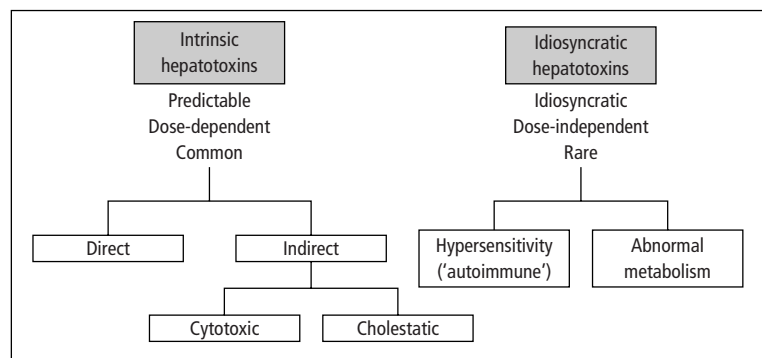 Intrinsic
hepatotoxins
Predictable
Dose-dependent
Common
Direct
Indirect
Cytotoxic
Cholestatic
Idiosyncratic
hepatotoxins
Idiosyncratic
Dose-independent
Rare
Hypersensitivity
(‘autoimmune’)
Abnormal
metabolism